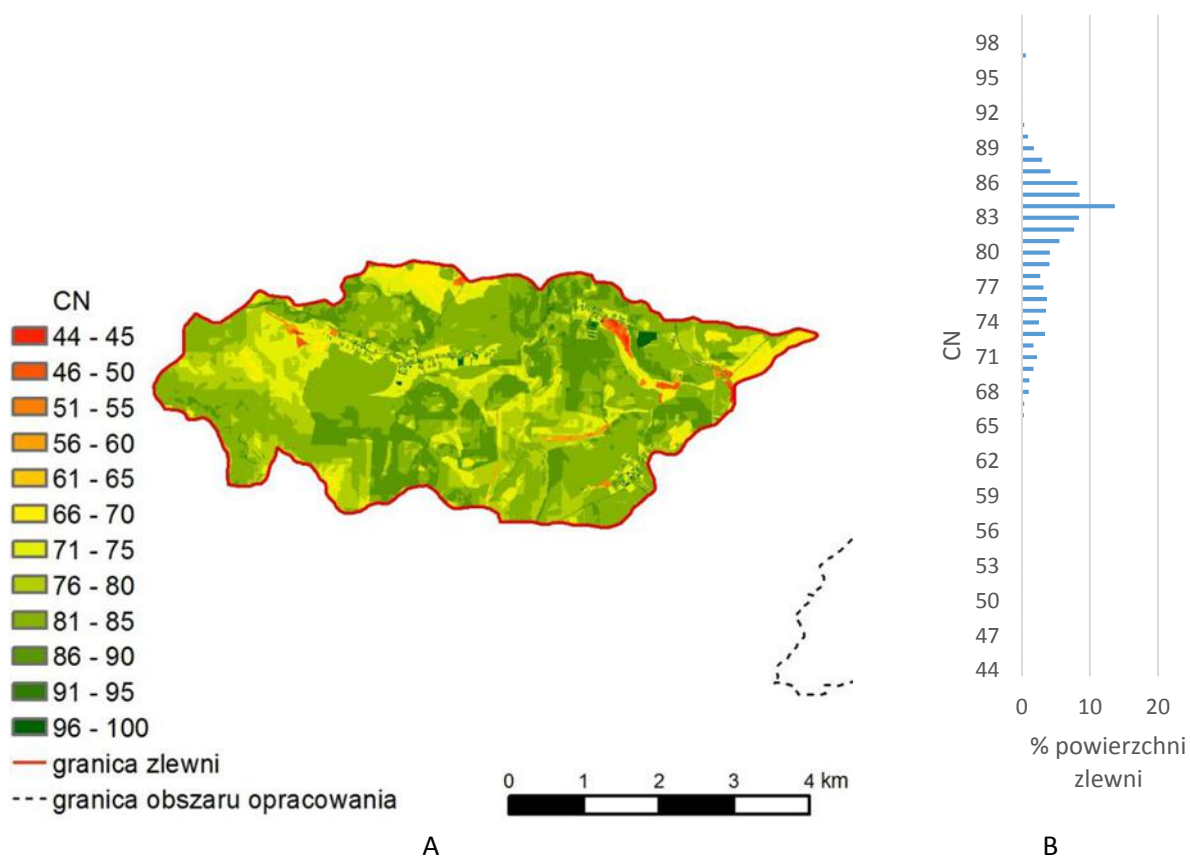 CN
44 - 45
46 - 50
51 - 55
56 - 60
61 - 65
66 - 70
71 - 75
76 - 80
81 - 85
86 - 90
91 - 95
96 - 100
granica zlewni
granica obszaru opracowania
0 1 2 3 4 km
A
98
95
92
89
86
83
80
77
74
71
68
65
62
59
56
53
50
47
44
CN
0 10 20
% powierzchni
zlewni
B